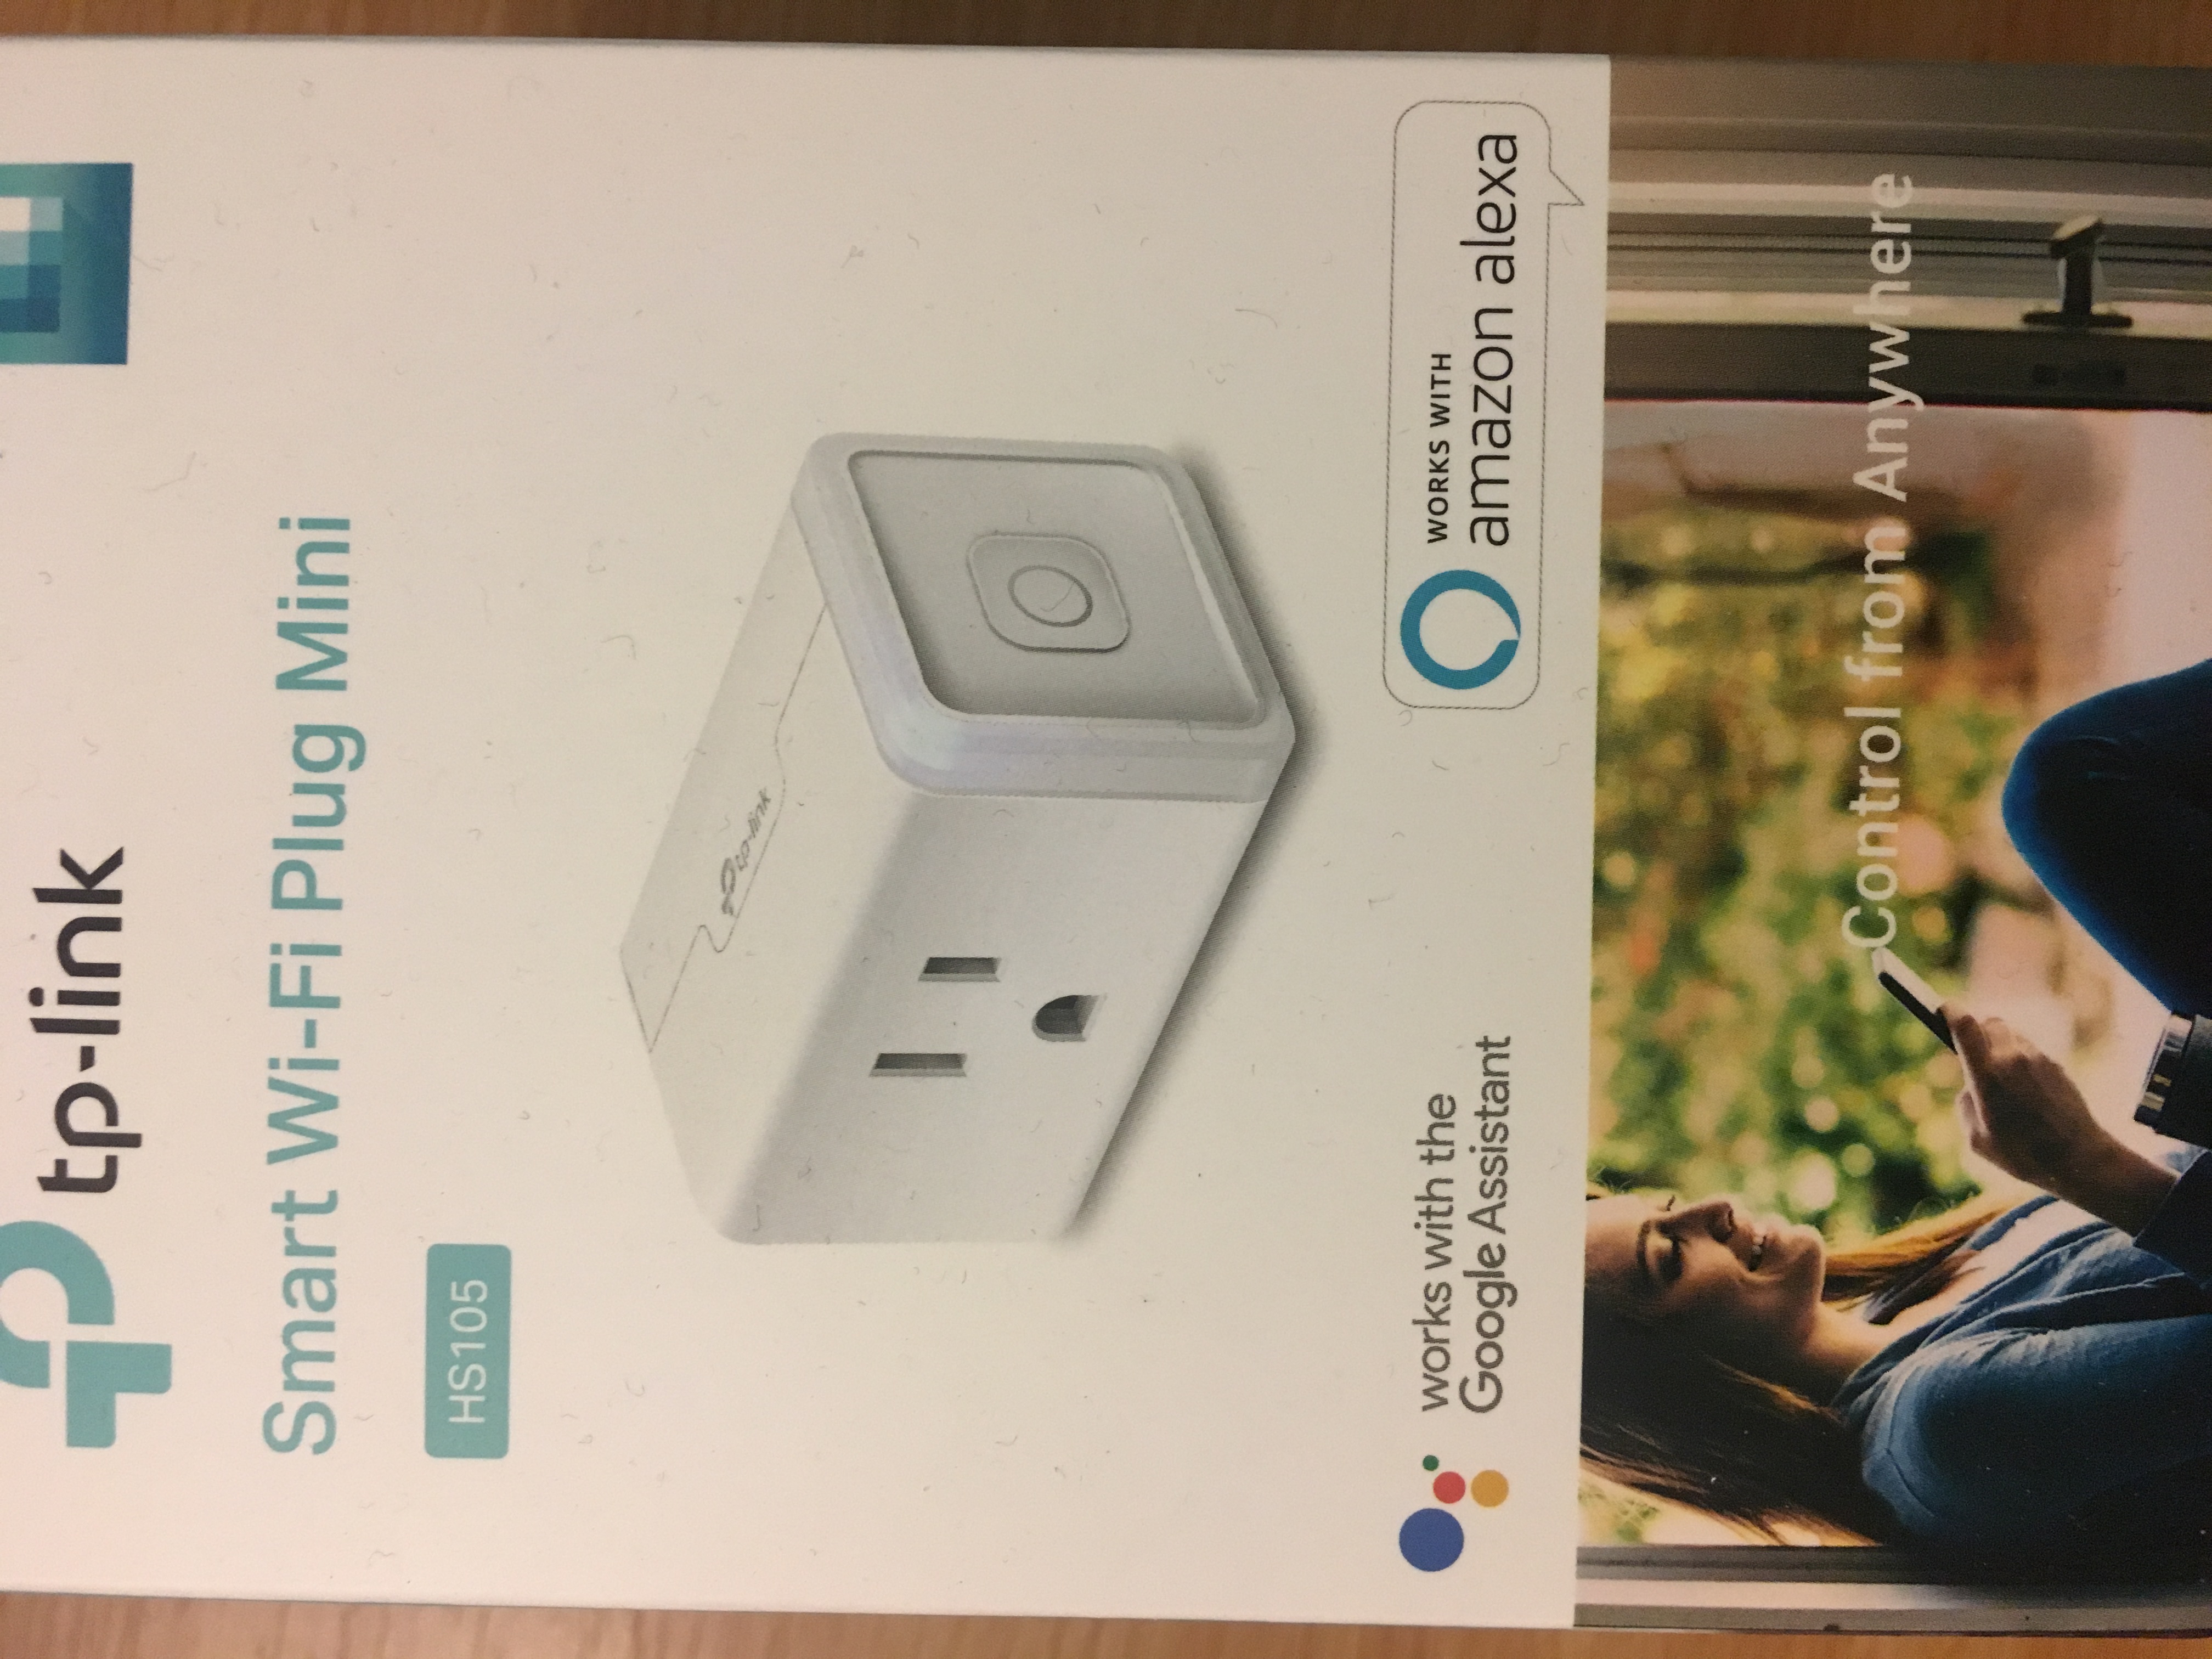 tp-link
Smart Wi-Fi Plug Mini
HS105
tp-link
works with the
Google Assistant
WORKS WITH
amazon alexa
Control from Anywhere